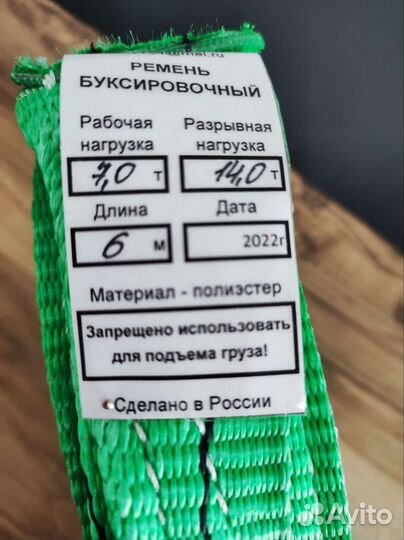 РЕМЕНЬ
БУКСИРОВОЧНЫЙ
Рабочая Разрывная
нагрузка нагрузка
7,0 т 14,0 т
Длина Дата
6 м 2022г
Материал - полиэстер
Запрещено использовать
для подъема груза!
Сделано в России
Avito